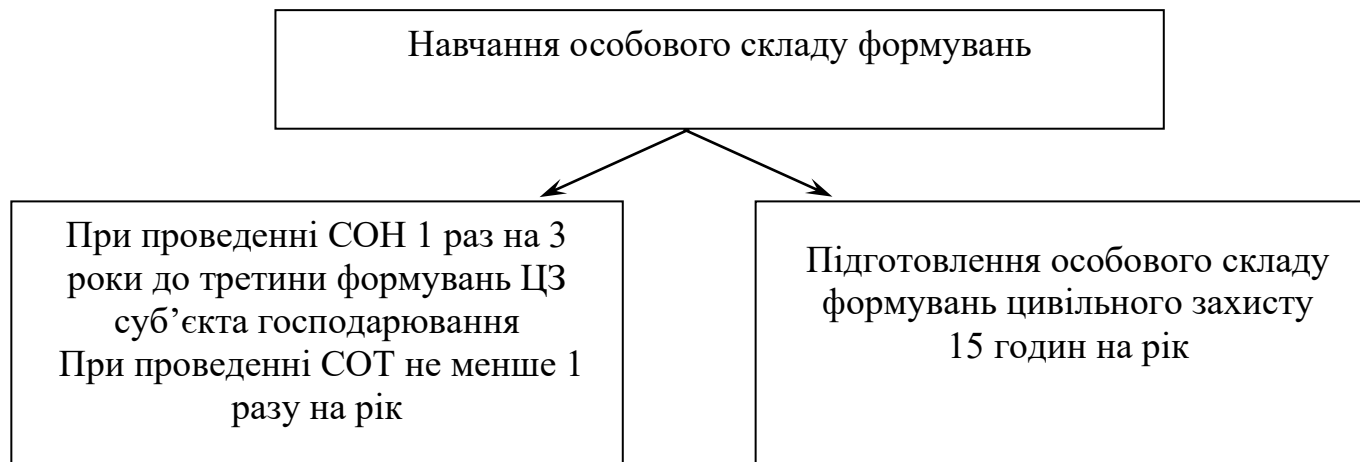 Навчання особового складу формувань
При проведенні СОН 1 раз на 3
роки до третини формувань ЦЗ
суб’єкта господарювання
При проведенні СОТ не менше 1
разу на рік
Підготовлення особового складу
формувань цивільного захисту
15 годин на рік